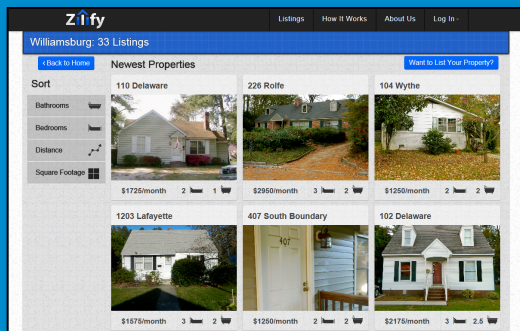 Zilify
Listings How It Works About Us Log In
Williamsburg: 33 Listings
‹ Back to Home
Newest Properties
Want to List Your Property?
Sort
Bathrooms
Bedrooms
Distance
Square Footage
110 Delaware
226 Rolfe
104 Wythe
$1725/month 2 1
$2950/month 3 2
$1250/month 2 2
1203 Lafayette
407 South Boundary
102 Delaware
407
$1575/month 3 2
$1250/month 2 2
$2175/month 3 2.5